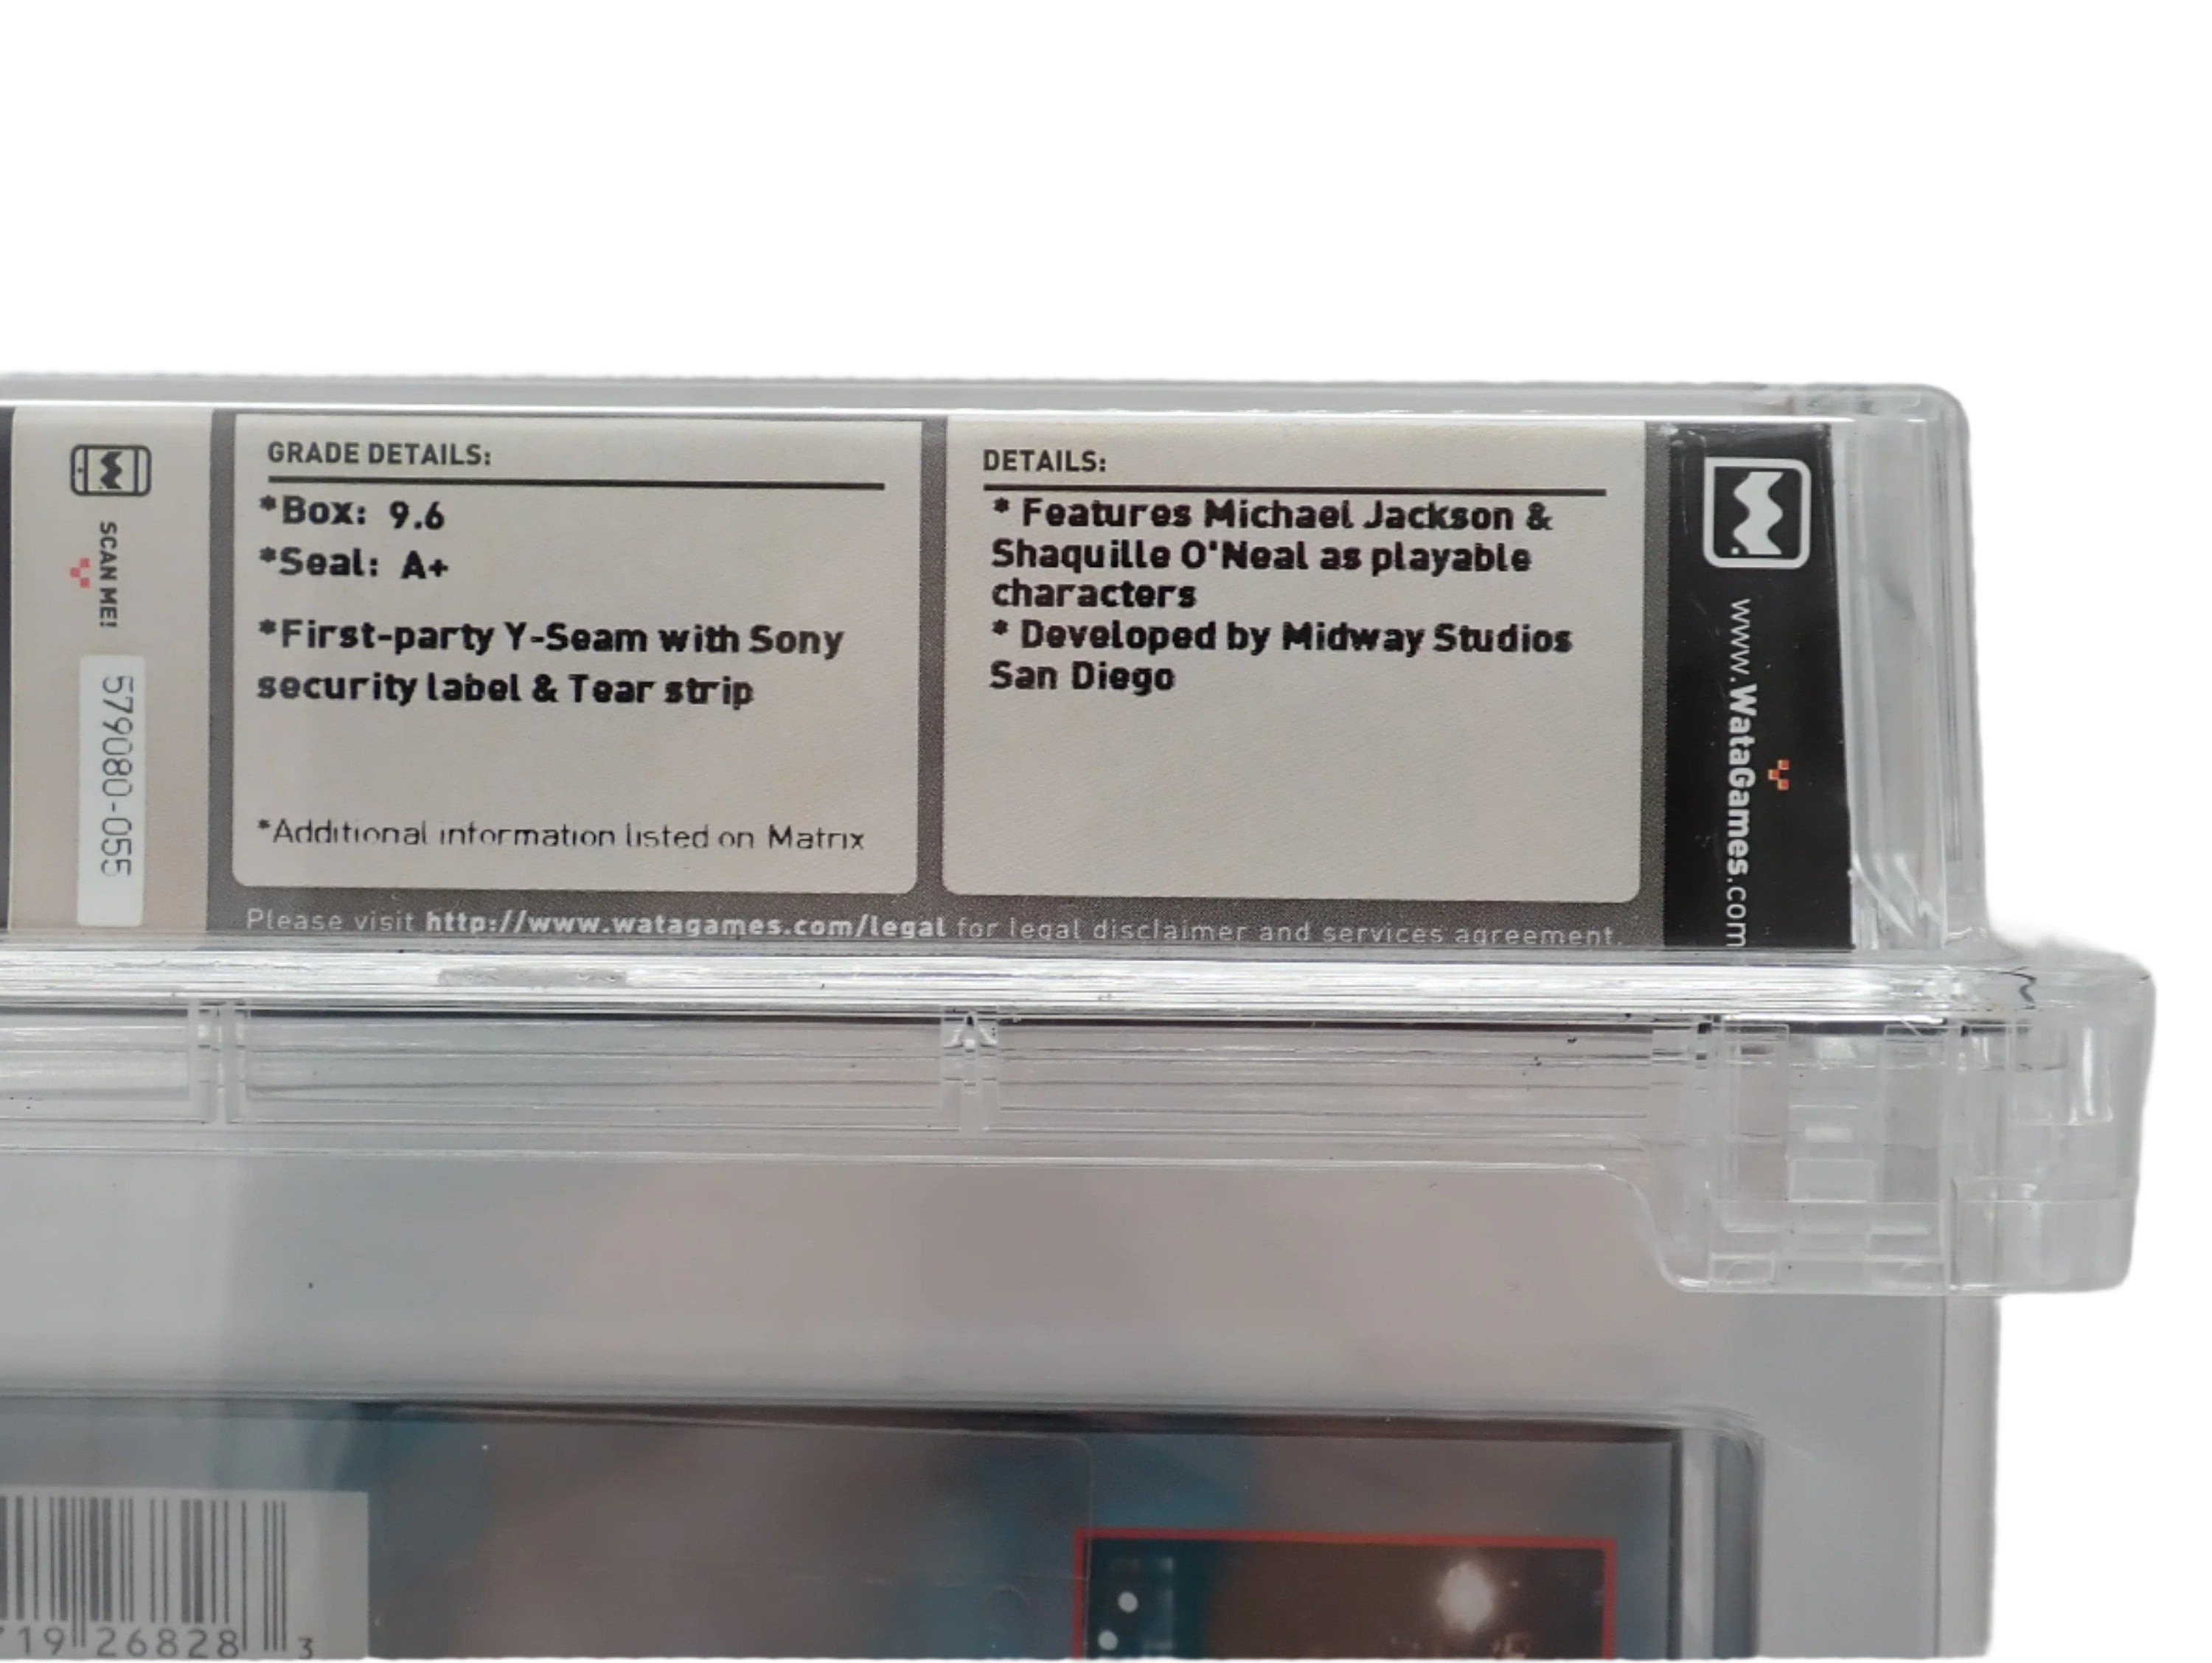 SCAN ME!
579080-055
GRADE DETAILS:
*Box: 9.6
*Seal: A+
*First-party Y-Seam with Sony
security label & Tear strip
*Additional information listed on Matrix
DETAILS:
* Features Michael Jackson &
Shaquille O'Neal as playable
characters
* Developed by Midway Studios
San Diego
Please visit http://www.watagames.com/legal for legal disclaimer and services agreement.
www.WataGames.com
719 26828 3